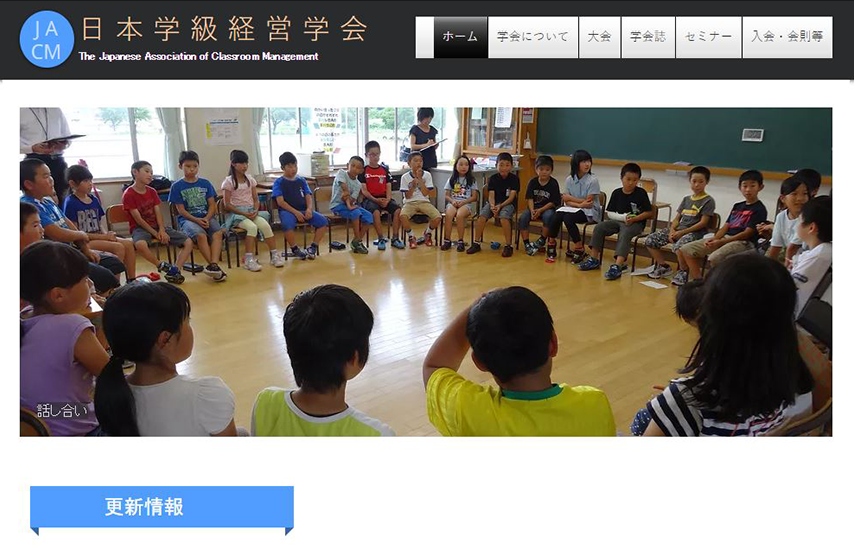 JA
CM
日本学級経営学会
The Japanese Association of Classroom Management
ホーム
学会について
大会
学会誌
セミナー
入会・会則等
話し合い
更新情報